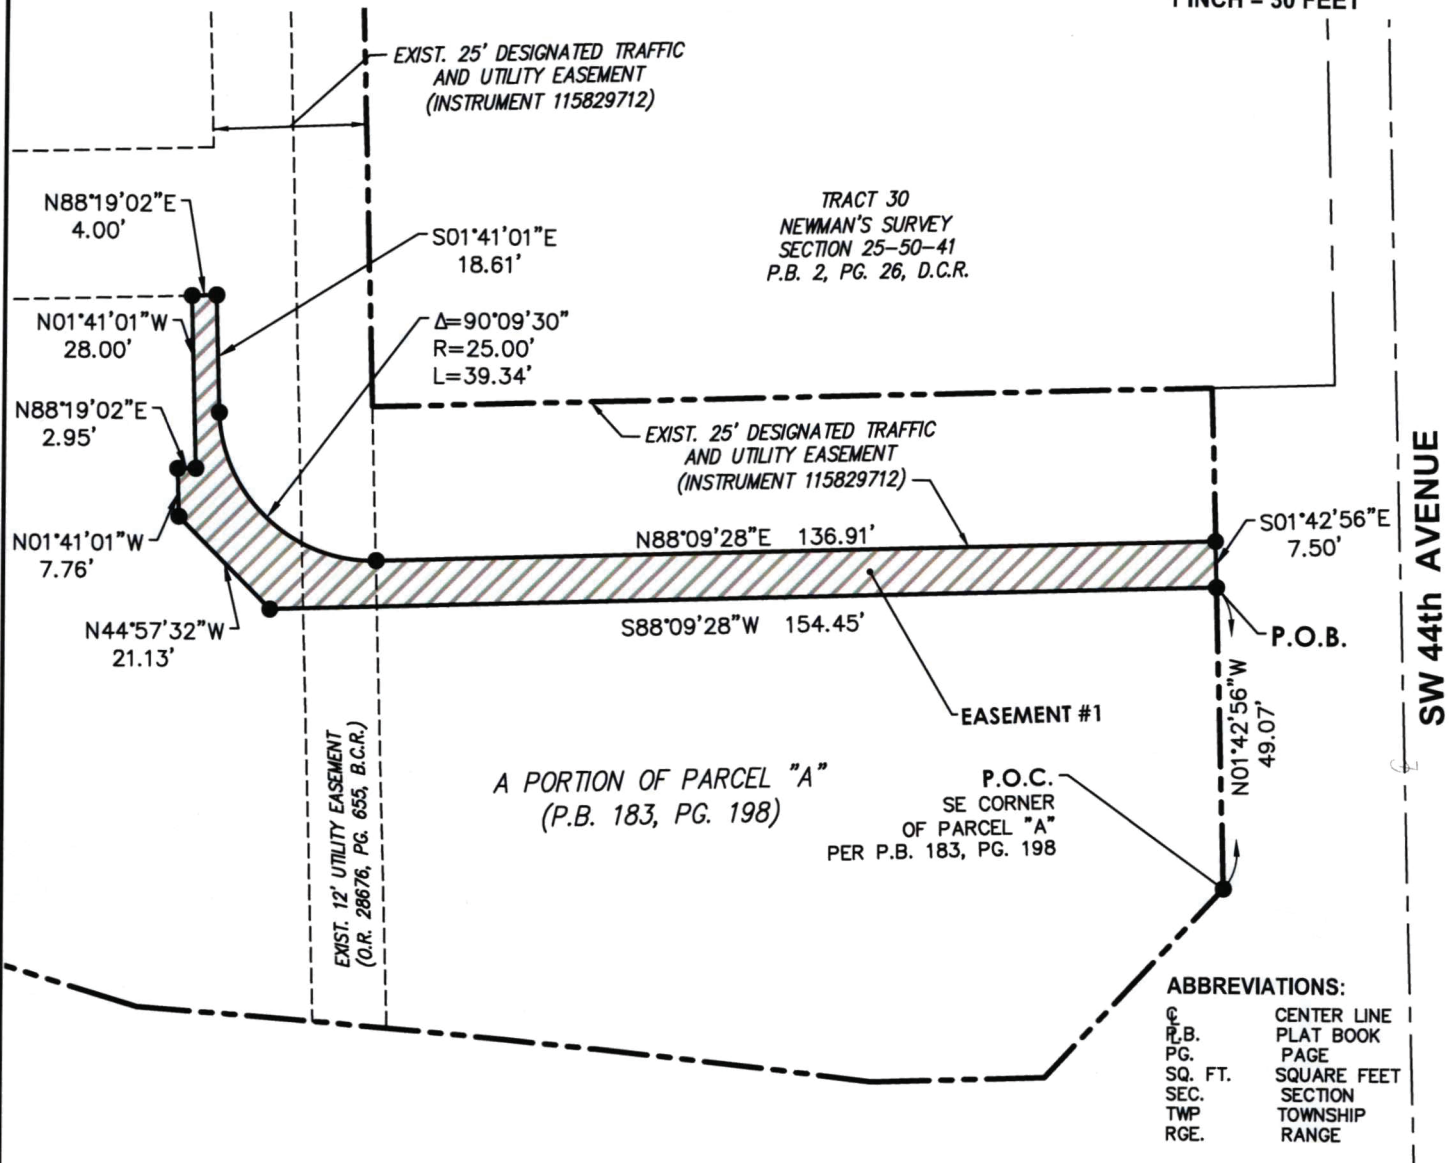 1 INCH = 30 FEET
EXIST. 25' DESIGNATED TRAFFIC
AND UTILITY EASEMENT
(INSTRUMENT 115829712)
N88°19'02"E
4.00'
S01°41'01"E
18.61'
TRACT 30
NEWMAN'S SURVEY
SECTION 25-50-41
P.B. 2, PG. 26, D.C.R.
N01°41'01"W
28.00'
Δ=90°09'30"
R=25.00'
L=39.34'
N88°19'02"E
2.95'
EXIST. 25' DESIGNATED TRAFFIC
AND UTILITY EASEMENT
(INSTRUMENT 115829712)
N01°41'01"W
7.76'
N88°09'28"E 136.91'
S01°42'56"E
7.50'
N44°57'32"W
21.13'
S88°09'28"W 154.45'
P.O.B.
SW 44th AVENUE
N01°42'56"W
49.07'
EASEMENT #1
EXIST. 12' UTILITY EASEMENT
(O.R. 28676, PG. 655, B.C.R.)
A PORTION OF PARCEL "A"
(P.B. 183, PG. 198)
P.O.C.
SE CORNER
OF PARCEL "A"
PER P.B. 183, PG. 198
℄
ABBREVIATIONS:
℄ CENTER LINE
P.B. PLAT BOOK
PG. PAGE
SQ. FT. SQUARE FEET
SEC. SECTION
TWP TOWNSHIP
RGE. RANGE